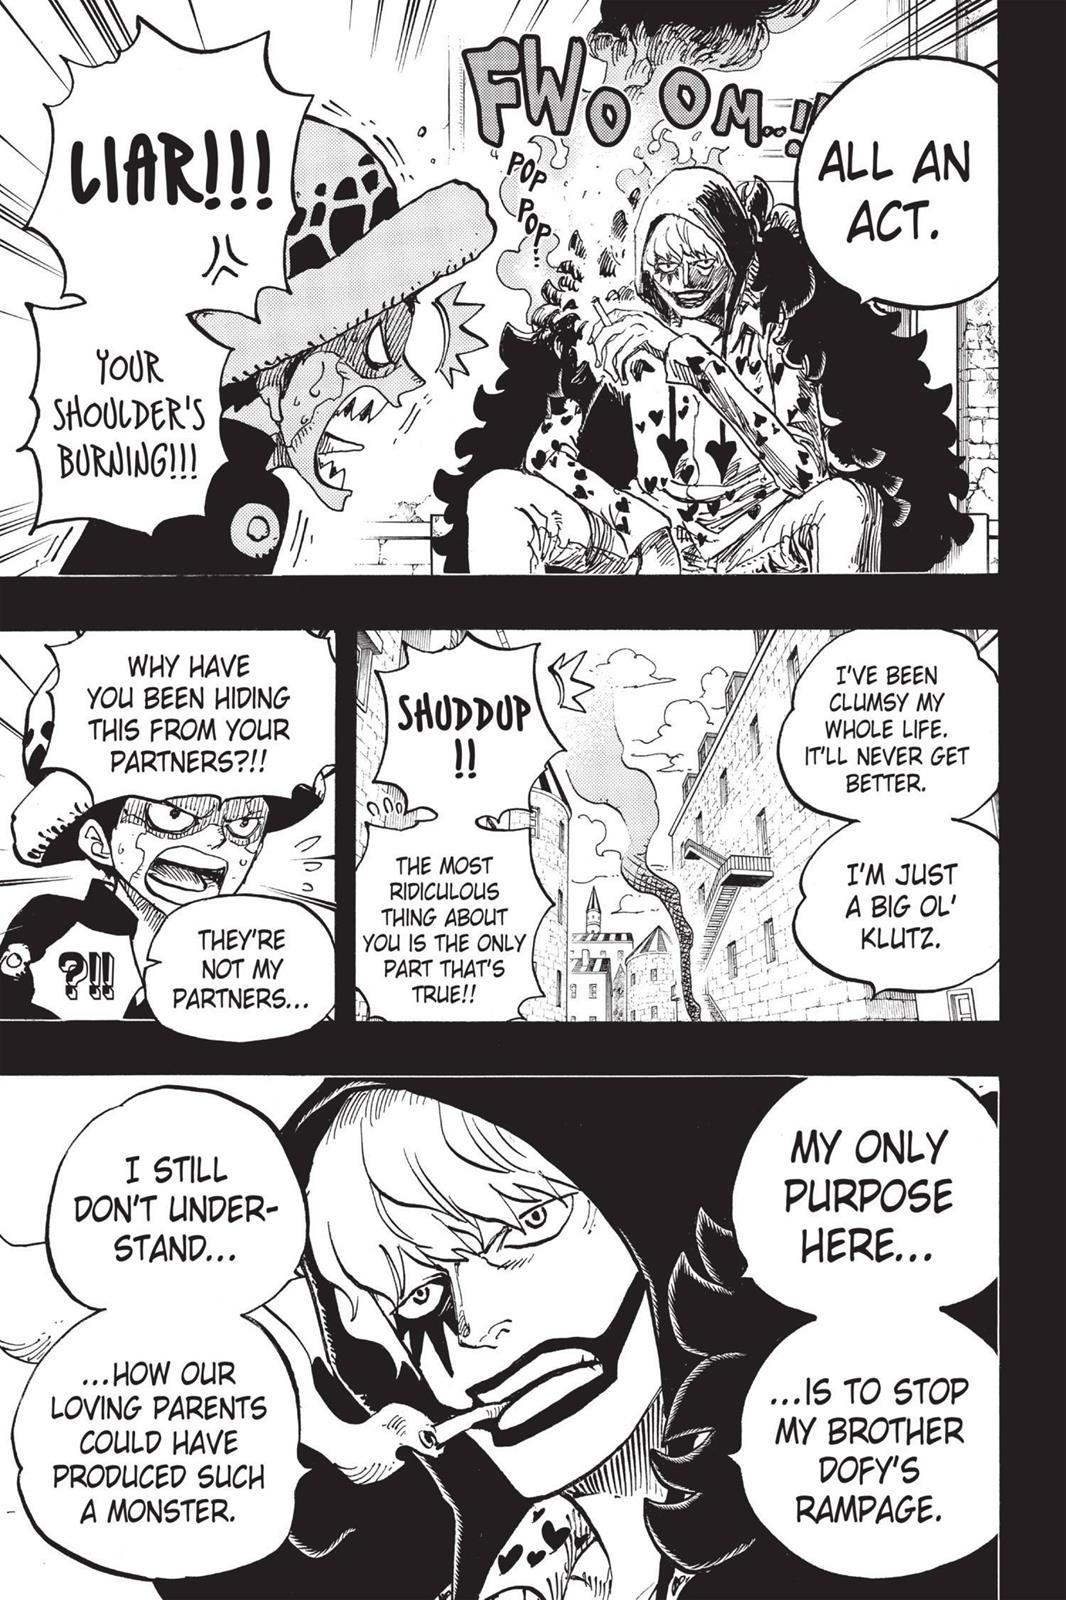 ALL AN
ACT.
FWOOOM..!!
POP
POP!!
LIAR!!!
YOUR
SHOULDER'S
BURNING!!!
I'VE BEEN
CLUMSY MY
WHOLE LIFE.
IT'LL NEVER GET
BETTER.
I'M JUST
A BIG OL'
KLUTZ.
SHUDDUP
!!
THE MOST
RIDICULOUS
THING ABOUT
YOU IS THE ONLY
PART THAT'S
TRUE!!
WHY HAVE
YOU BEEN HIDING
THIS FROM YOUR
PARTNERS?!!
THEY'RE
NOT MY
PARTNERS...
?!!
MY ONLY
PURPOSE
HERE...
...IS TO STOP
MY BROTHER
DOFY'S
RAMPAGE.
I STILL
DON'T UNDER-
STAND...
...HOW OUR
LOVING PARENTS
COULD HAVE
PRODUCED SUCH
A MONSTER.